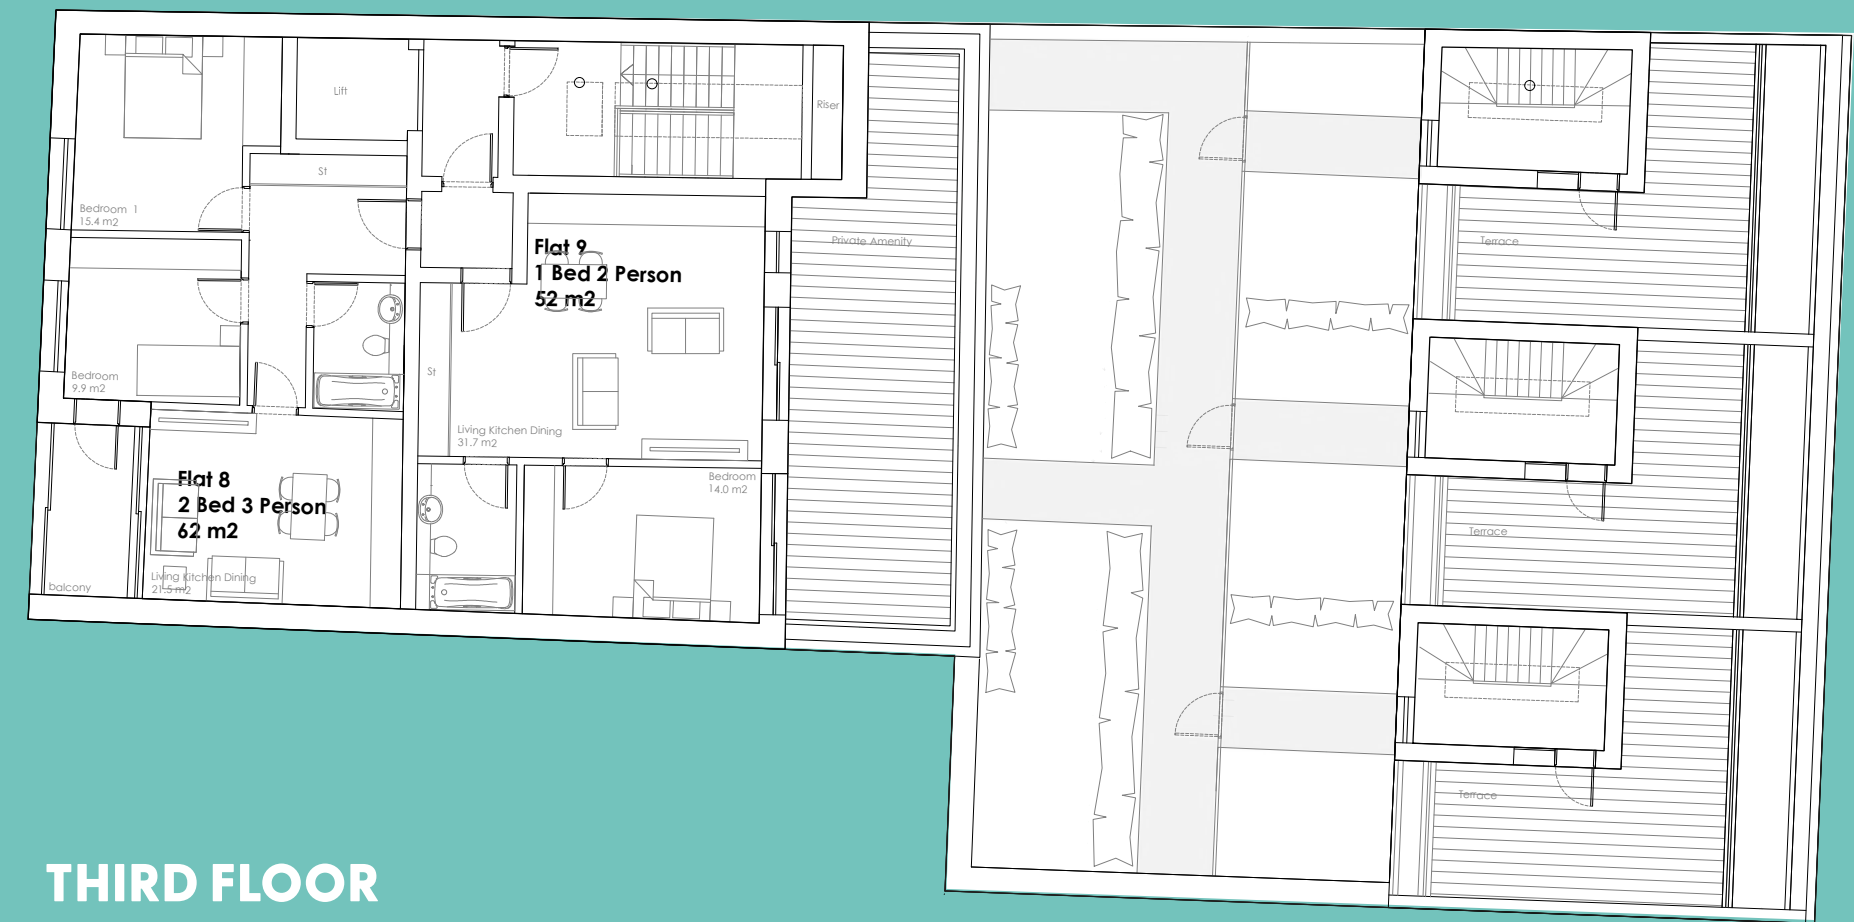 Lift
Riser
St
Bedroom 1
15.4 m2
Flat 9
1 Bed 2 Person
52 m2
Private Amenity
Terrace
Bedroom
9.9 m2
St
Living Kitchen Dining
31.7 m2
Bedroom
14.0 m2
Flat 8
2 Bed 3 Person
62 m2
Terrace
balcony
Living Kitchen Dining
21.5 m2
Terrace
THIRD FLOOR